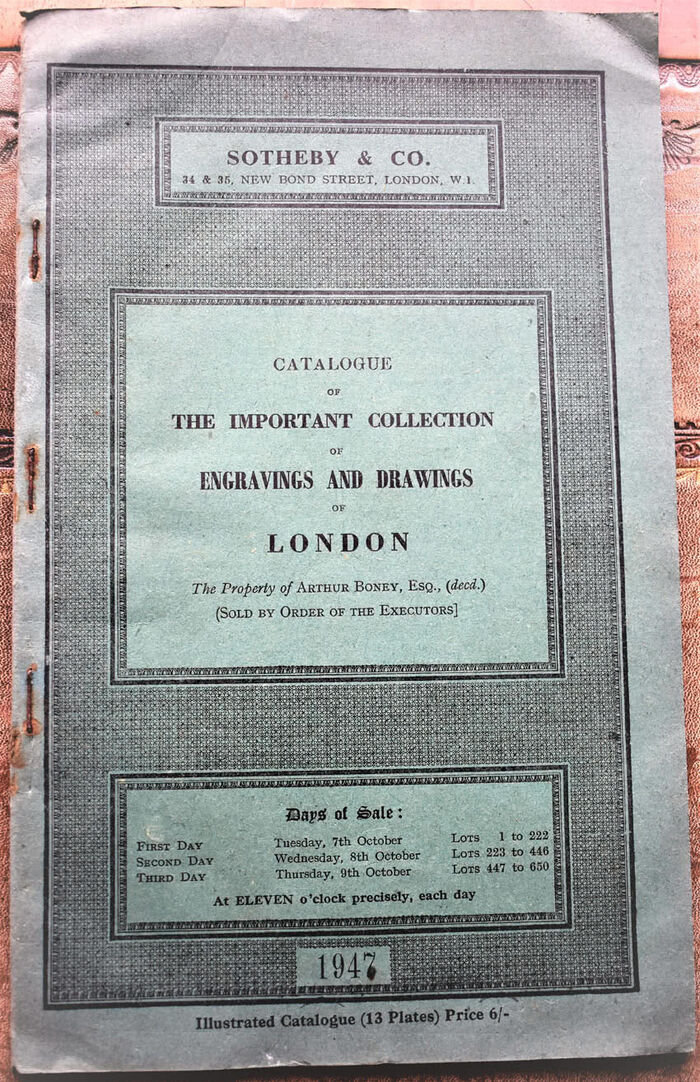 SOTHEBY & CO.
34 & 35, NEW BOND STREET, LONDON, W.1.
CATALOGUE
OF
THE IMPORTANT COLLECTION
OF
ENGRAVINGS AND DRAWINGS
OF
LONDON
The Property of ARTHUR BONEY, ESQ., (decd.)
(SOLD BY ORDER OF THE EXECUTORS]
Days of Sale:
FIRST DAY Tuesday, 7th October LOTS 1 to 222
SECOND DAY Wednesday, 8th October LOTS 223 to 446
THIRD DAY Thursday, 9th October LOTS 447 to 650
At ELEVEN o'clock precisely, each day
1947
Illustrated Catalogue (13 Plates) Price 6/-